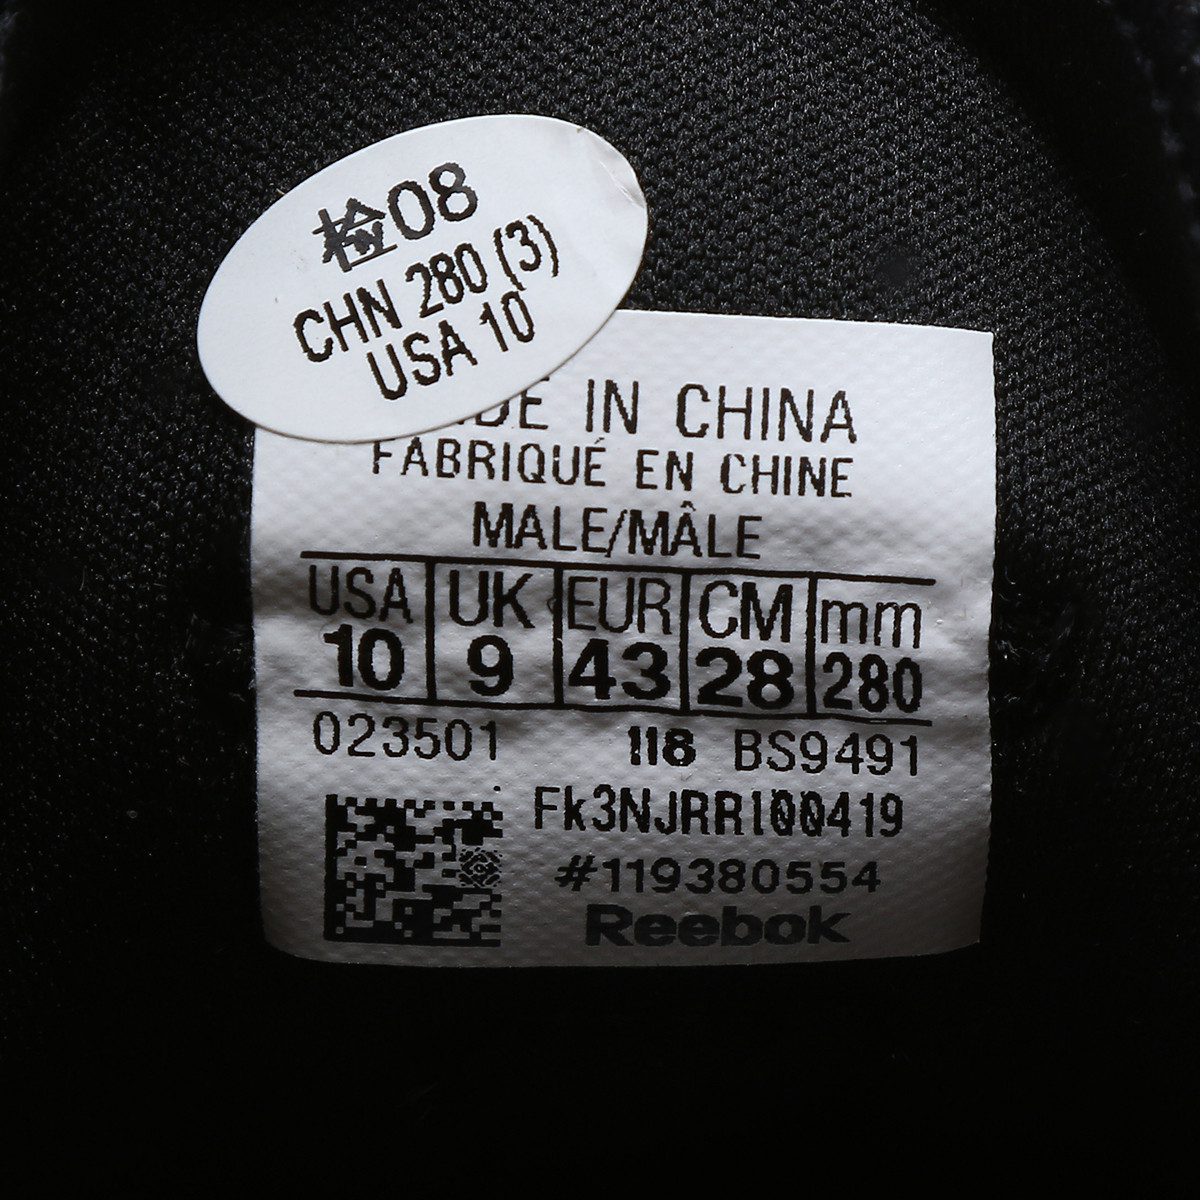 检08
CHN 280 (3)
USA 10
DE IN CHINA
FABRIQUÉ EN CHINE
MALE/MÂLE
USA UK EUR CM mm
10 9 43 28 280
023501 118 BS9491
Fk3NJRR100419
#119380554
Reebok